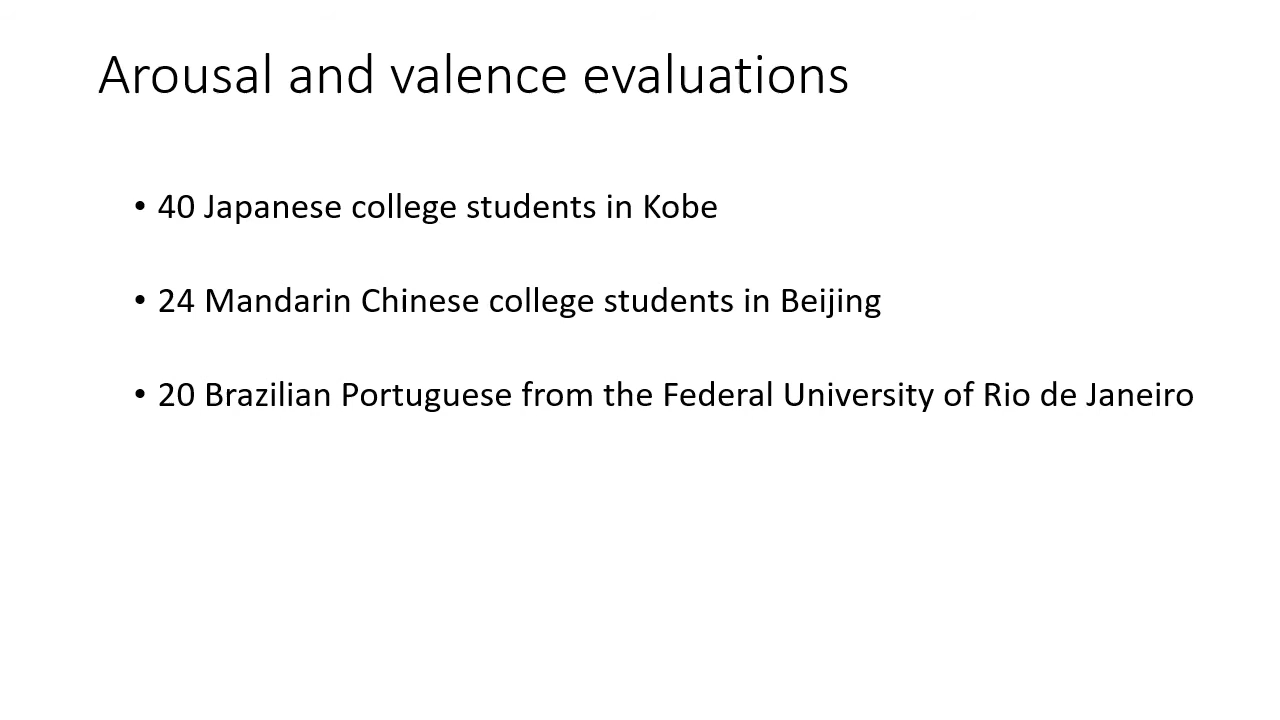 Arousal and valence evaluations
• 40 Japanese college students in Kobe
• 24 Mandarin Chinese college students in Beijing
• 20 Brazilian Portuguese from the Federal University of Rio de Janeiro